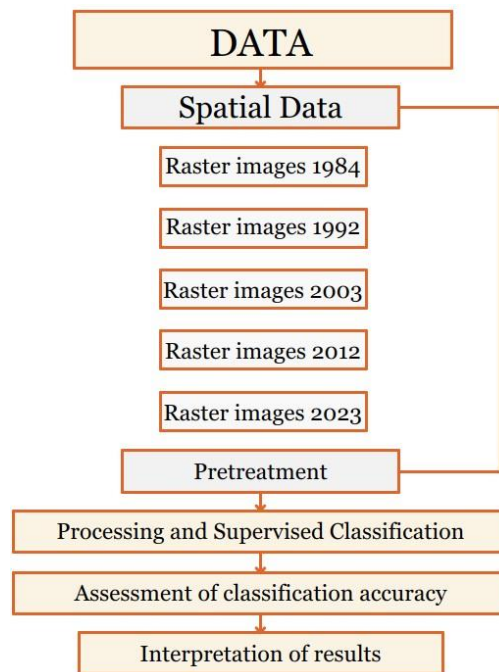 DATA
Spatial Data
Raster images 1984
Raster images 1992
Raster images 2003
Raster images 2012
Raster images 2023
Pretreatment
Processing and Supervised Classification
Assessment of classification accuracy
Interpretation of results